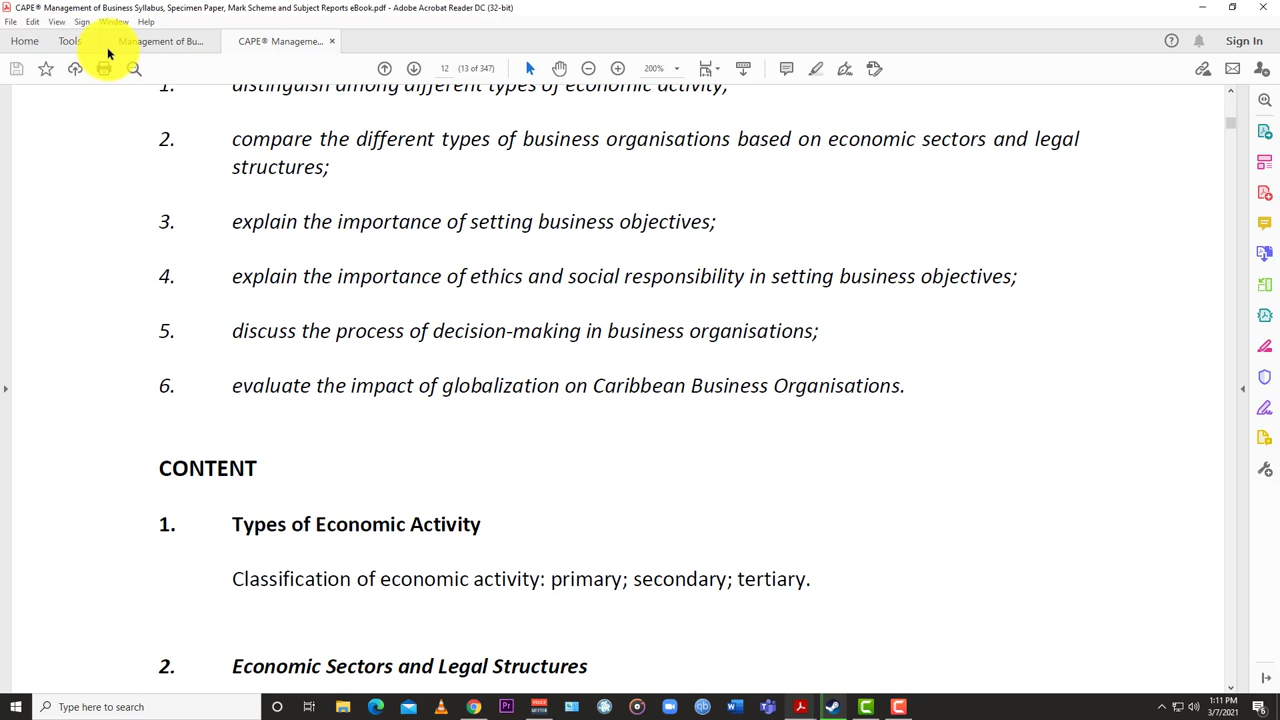 CAPE® Management of Business Syllabus, Specimen Paper, Mark Scheme and Subject Reports eBook.pdf - Adobe Acrobat Reader DC (32-bit)
File Edit View Sign Window Help
Home Tools Management of Bu... CAPE® Manageme... Sign In
12 (13 of 347) 200%
1. distinguish among different types of economic activity;
2. compare the different types of business organisations based on economic sectors and legal
structures;
3. explain the importance of setting business objectives;
4. explain the importance of ethics and social responsibility in setting business objectives;
5. discuss the process of decision-making in business organisations;
6. evaluate the impact of globalization on Caribbean Business Organisations.
CONTENT
1. Types of Economic Activity
Classification of economic activity: primary; secondary; tertiary.
2. Economic Sectors and Legal Structures
Type here to search
1:11 PM
3/7/2021